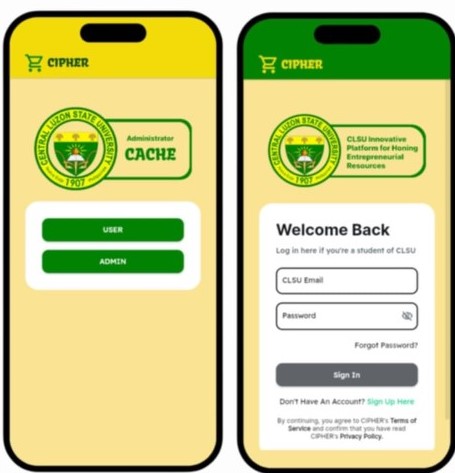 CIPHER
CENTRAL LUZON STATE UNIVERSITY
1907
Administrator
CACHE
USER
ADMIN
CIPHER
CENTRAL LUZON STATE UNIVERSITY
1907
CLSU Innovative
Platform for Honing
Entrepreneurial
Resources
Welcome Back
Log in here if you're a student of CLSU
CLSU Email
Password
Forgot Password?
Sign In
Don't Have An Account? Sign Up Here
By continuing, you agree to CIPHER's Terms of
Service and confirm that you have read
CIPHER's Privacy Policy.